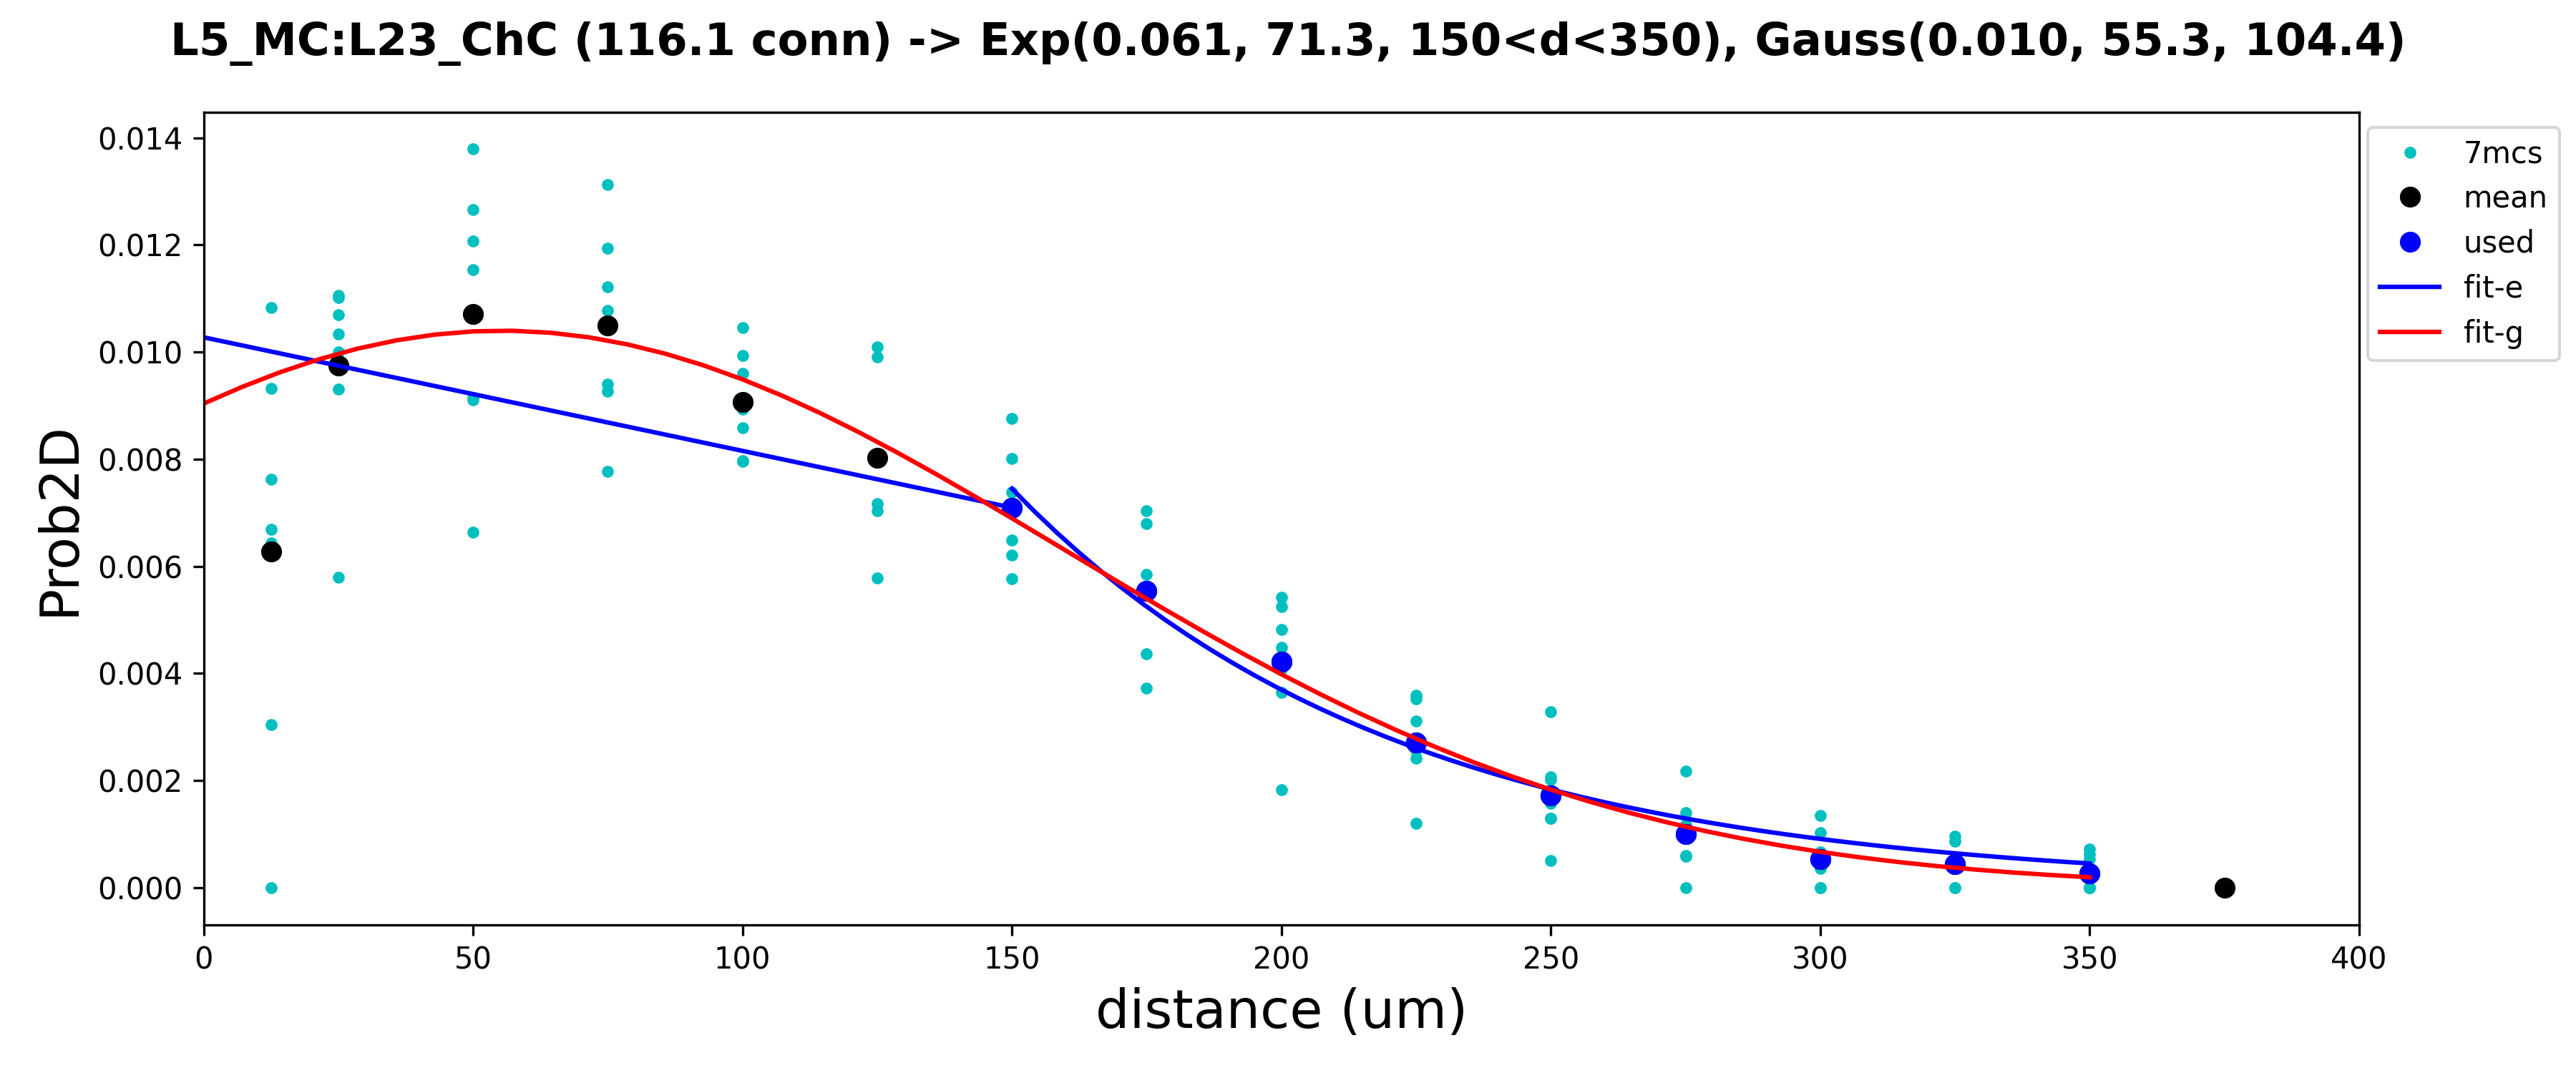 L5_MC:L23_ChC (116.1 conn) -> Exp(0.061, 71.3, 150<d<350), Gauss(0.010, 55.3, 104.4)
0.014
0.012
0.010
0.008
0.006
0.004
0.002
0.000
Prob2D
0 50 100 150 200 250 300 350 400
distance (um)
7mcs
mean
used
fit-e
fit-g